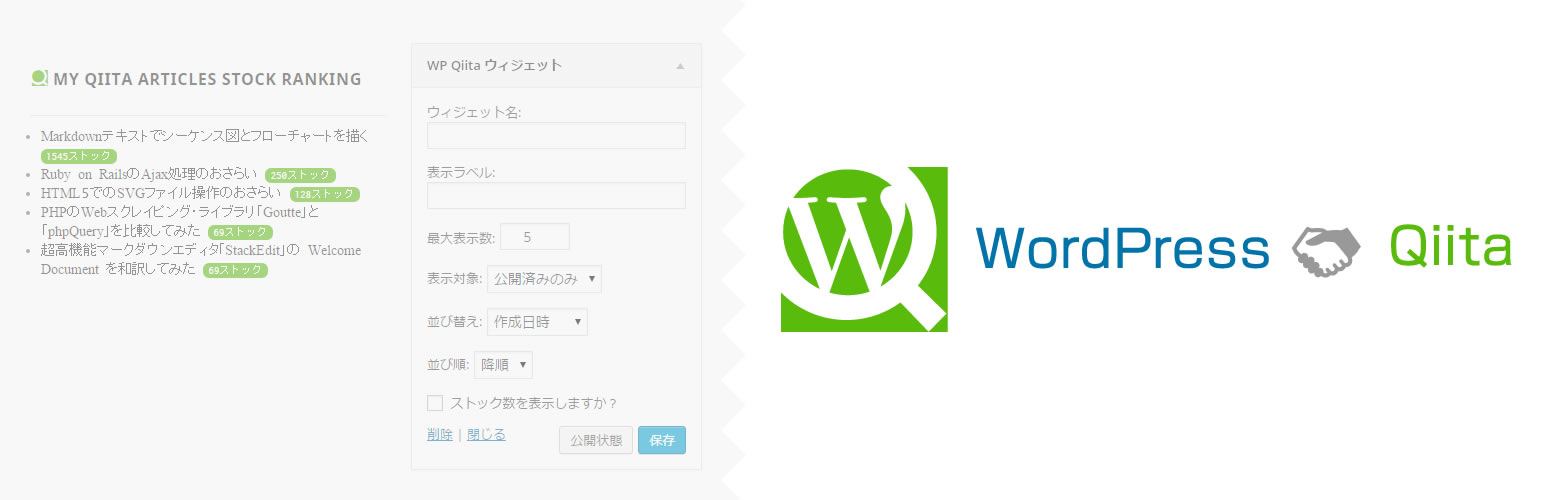 MY QIITA ARTICLES STOCK RANKING
Markdownテキストでシーケンス図とフローチャートを描く
1545ストック
Ruby on RailsのAjax処理のおさらい 250ストック
HTML5でのSVGファイル操作のおさらい 128ストック
PHPのWebスクレイピング・ライブラリ「Goutte」と
「phpQuery」を比較してみた 69ストック
超高機能マークダウンエディタ「StackEdit」の Welcome
Document を和訳してみた 69ストック
WP Qiita ウィジェット
ウィジェット名:
表示ラベル:
最大表示数: 5
表示対象: 公開済みのみ
並び替え: 作成日時
並び順: 降順
ストック数を表示しますか？
削除 | 閉じる 公開状態 保存
W
WordPress Qiita